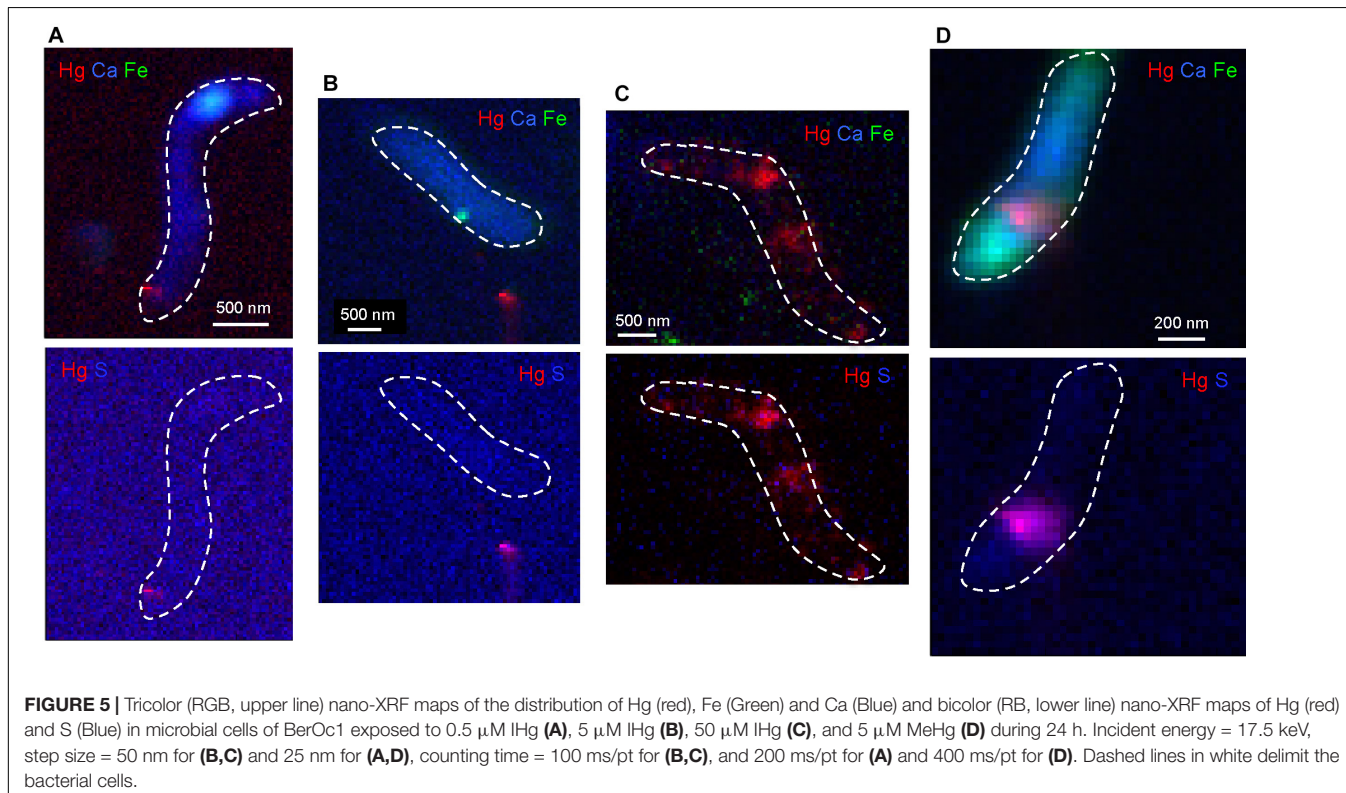 A
Hg Ca Fe
500 nm
Hg S
B
Hg Ca Fe
500 nm
Hg S
C
Hg Ca Fe
500 nm
Hg S
D
Hg Ca Fe
200 nm
Hg S
FIGURE 5 | Tricolor (RGB, upper line) nano-XRF maps of the distribution of Hg (red), Fe (Green) and Ca (Blue) and bicolor (RB, lower line) nano-XRF maps of Hg (red)
and S (Blue) in microbial cells of BerOc1 exposed to 0.5 μM IHg (A), 5 μM IHg (B), 50 μM IHg (C), and 5 μM MeHg (D) during 24 h. Incident energy = 17.5 keV,
step size = 50 nm for (B,C) and 25 nm for (A,D), counting time = 100 ms/pt for (B,C), and 200 ms/pt for (A) and 400 ms/pt for (D). Dashed lines in white delimit the
bacterial cells.